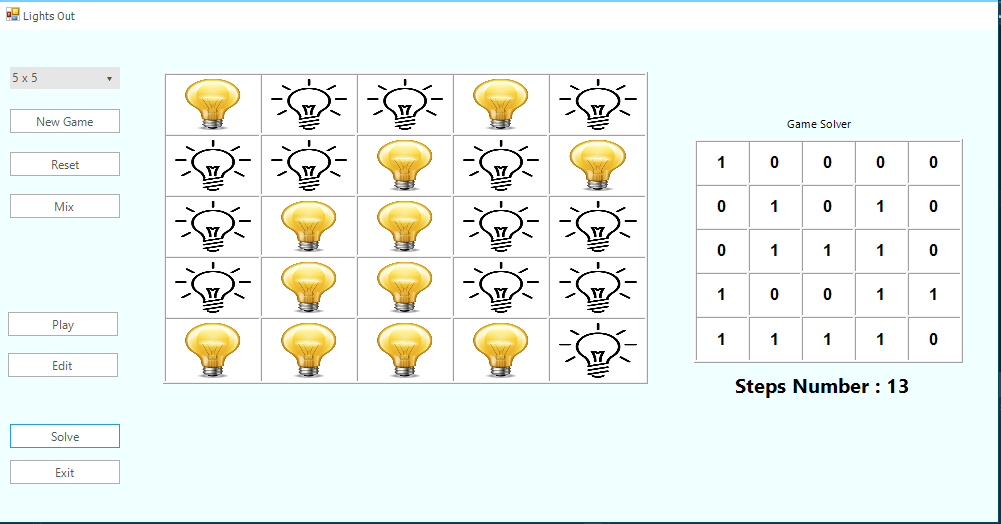 Lights Out
5 x 5
New Game
Reset
Mix
Play
Edit
Solve
Exit
Game Solver
1 0 0 0 0
0 1 0 1 0
0 1 1 1 0
1 0 0 1 1
1 1 1 1 0
Steps Number : 13